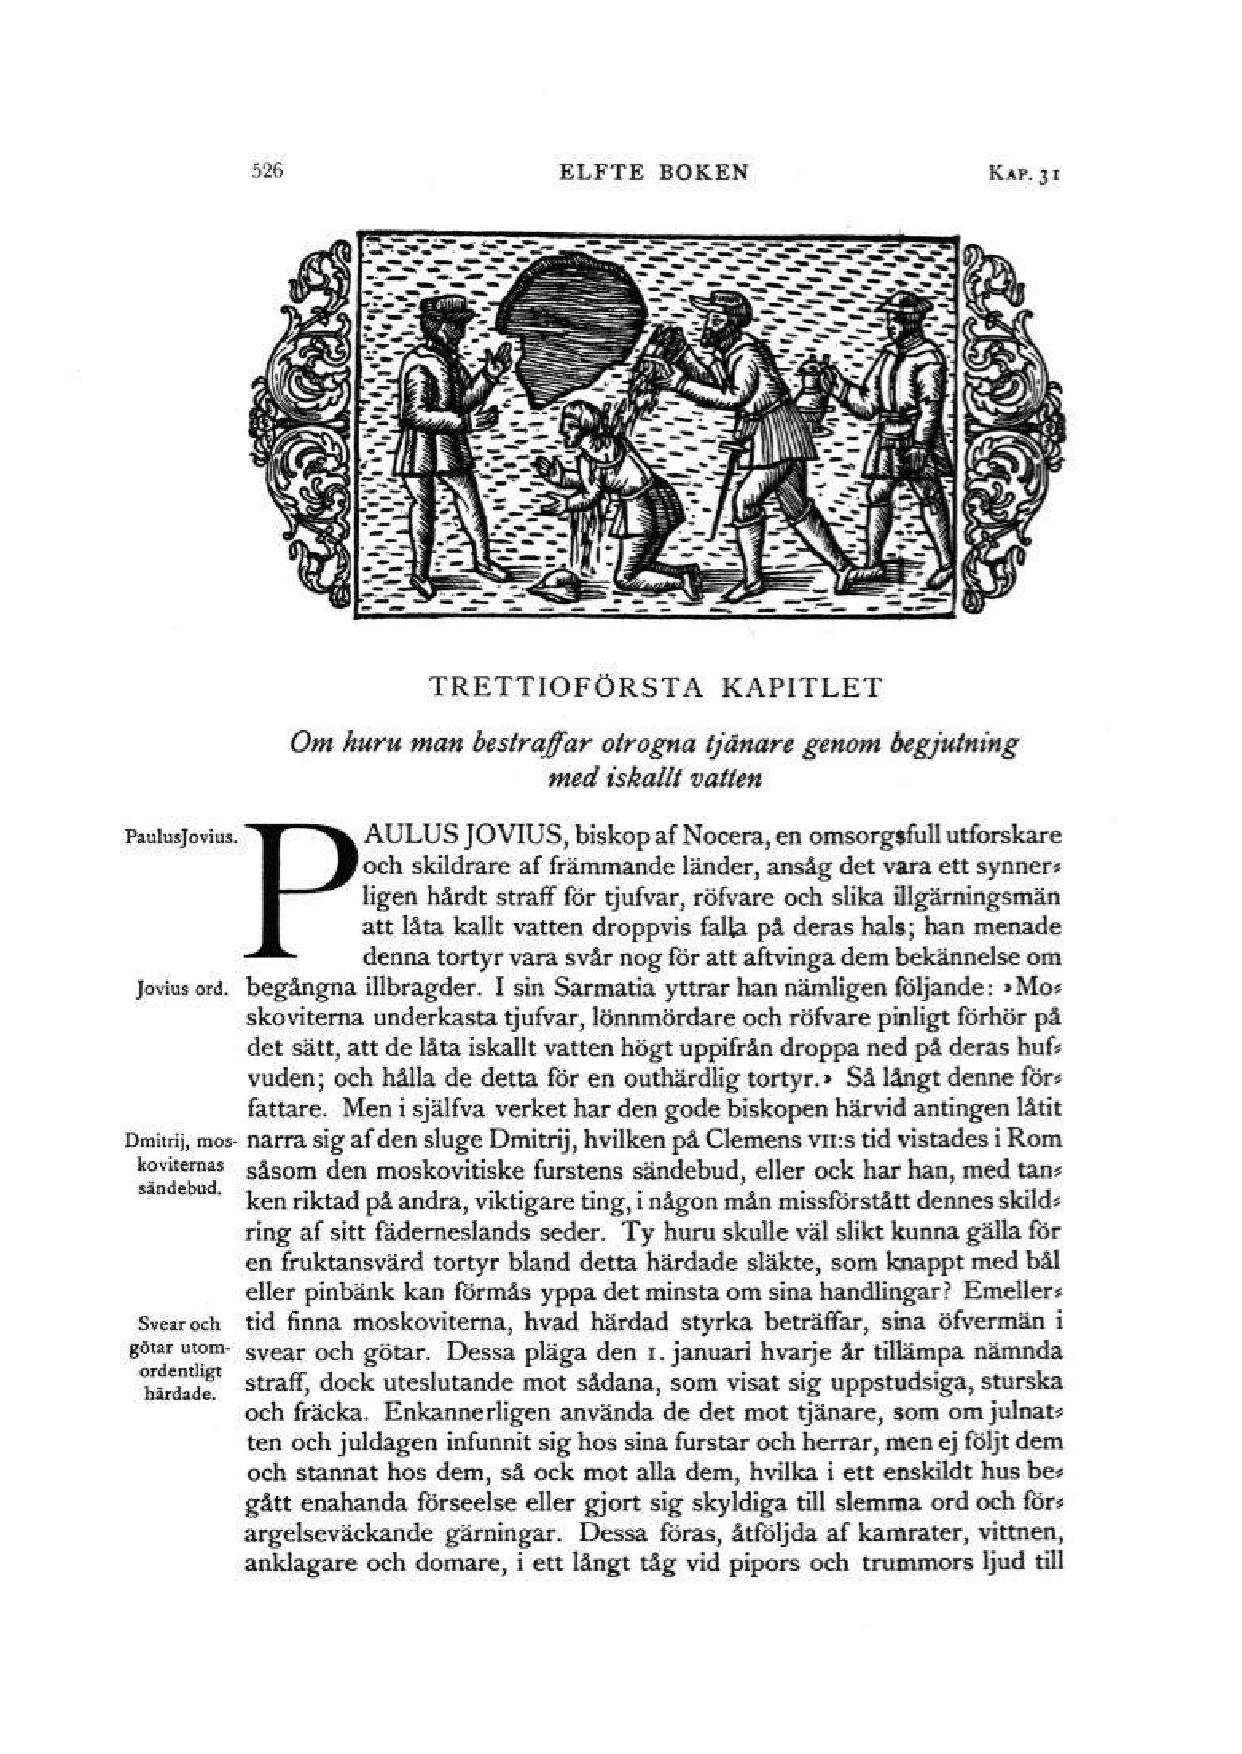 526 ELFTE BOKEN KAP. 31
TRETTIOFÖRSTA KAPITLET
Om huru man bestraffar otrogna tjänare genom begjutning
med iskallt vatten
PaulusJovius.
PAULUS JOVIUS, biskop af Nocera, en omsorgsfull utforskare
och skildrare af främmande länder, ansåg det vara ett synner-
ligen hårdt straff för tjufvar, röfvare och slika illgärningsmän
att låta kallt vatten droppvis falla på deras hals; han menade
denna tortyr vara svår nog för att aftvinga dem bekännelse om
Jovius ord.
begångna illbragder. I sin Sarmatia yttrar han nämligen följande: »Mo-
skoviterna underkasta tjufvar, lönnmördare och röfvare pinligt förhör på
det sätt, att de låta iskallt vatten högt uppifrån droppa ned på deras huf-
vuden; och hålla de detta för en outhärdlig tortyr.» Så långt denne för-
fattare. Men i själfva verket har den gode biskopen härvid antingen låtit
Dmitrij, mos-
koviternas
sändebud.
narra sig af den sluge Dmitrij, hvilken på Clemens VII:s tid vistades i Rom
såsom den moskovitiske furstens sändebud, eller ock har han, med tan-
ken riktad på andra, viktigare ting, i någon mån missförstått dennes skild-
ring af sitt fäderneslands seder. Ty huru skulle väl slikt kunna gälla för
en fruktansvärd tortyr bland detta härdade släkte, som knappt med bål
eller pinbänk kan förmås yppa det minsta om sina handlingar? Emeller-
Svear och
götar utom-
ordentligt
härdade.
tid finna moskoviterna, hvad härdad styrka beträffar, sina öfvermän i
svear och götar. Dessa pläga den 1. januari hvarje år tillämpa nämnda
straff, dock uteslutande mot sådana, som visat sig uppstudsiga, sturska
och fräcka. Enkannerligen använda de det mot tjänare, som om julnat-
ten och juldagen infunnit sig hos sina furstar och herrar, men ej följt dem
och stannat hos dem, så ock mot alla dem, hvilka i ett enskildt hus be-
gått enahanda förseelse eller gjort sig skyldiga till slemma ord och för-
argelseväckande gärningar. Dessa föras, åtföljda af kamrater, vittnen,
anklagare och domare, i ett långt tåg vid pipors och trummors ljud till